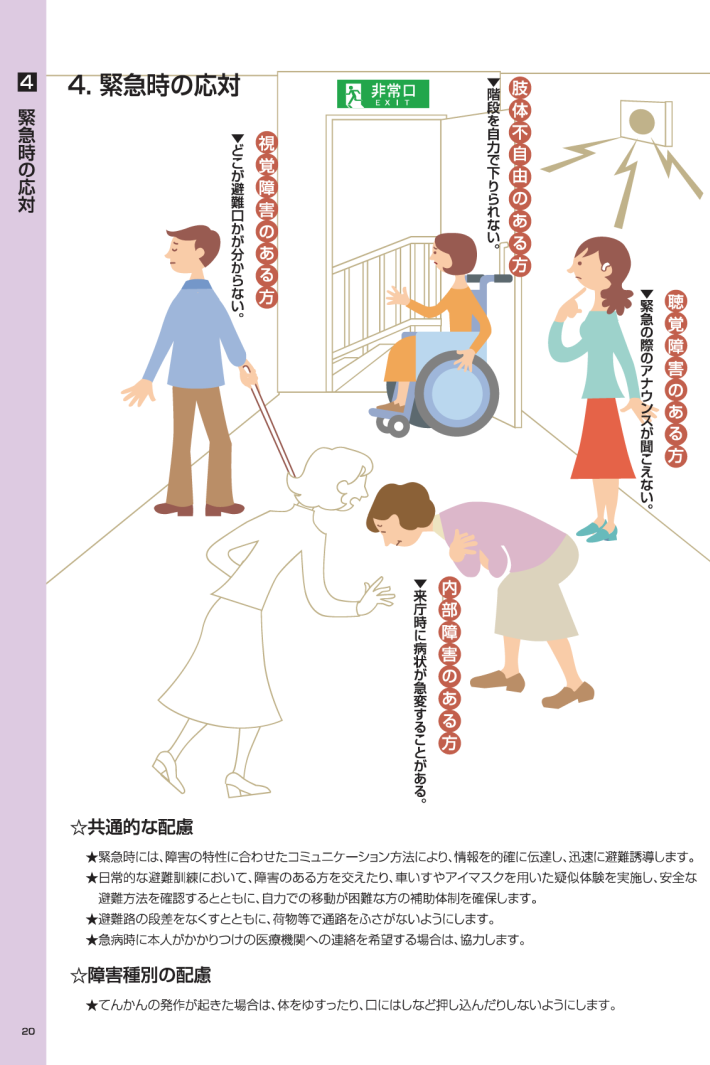 4
緊急時の応対
4. 緊急時の応対
非常口
EXIT
肢体不自由のある方
▼階段を自力で下りられない。
視覚障害のある方
▼どこが避難口かが分からない。
聴覚障害のある方
▼緊急の際のアナウンスが聞こえない。
内部障害のある方
▼来庁時に病状が急変することがある。
☆共通的な配慮
★緊急時には、障害の特性に合わせたコミュニケーション方法により、情報を的確に伝達し、迅速に避難誘導します。
★日常的な避難訓練において、障害のある方を交えたり、車いすやアイマスクを用いた疑似体験を実施し、安全な
避難方法を確認するとともに、自力での移動が困難な方の補助体制を確保します。
★避難路の段差をなくすとともに、荷物等で通路をふさがないようにします。
★急病時に本人がかかりつけの医療機関への連絡を希望する場合は、協力します。
☆障害種別の配慮
★てんかんの発作が起きた場合は、体をゆすったり、口にはしなど押し込んだりしないようにします。
20